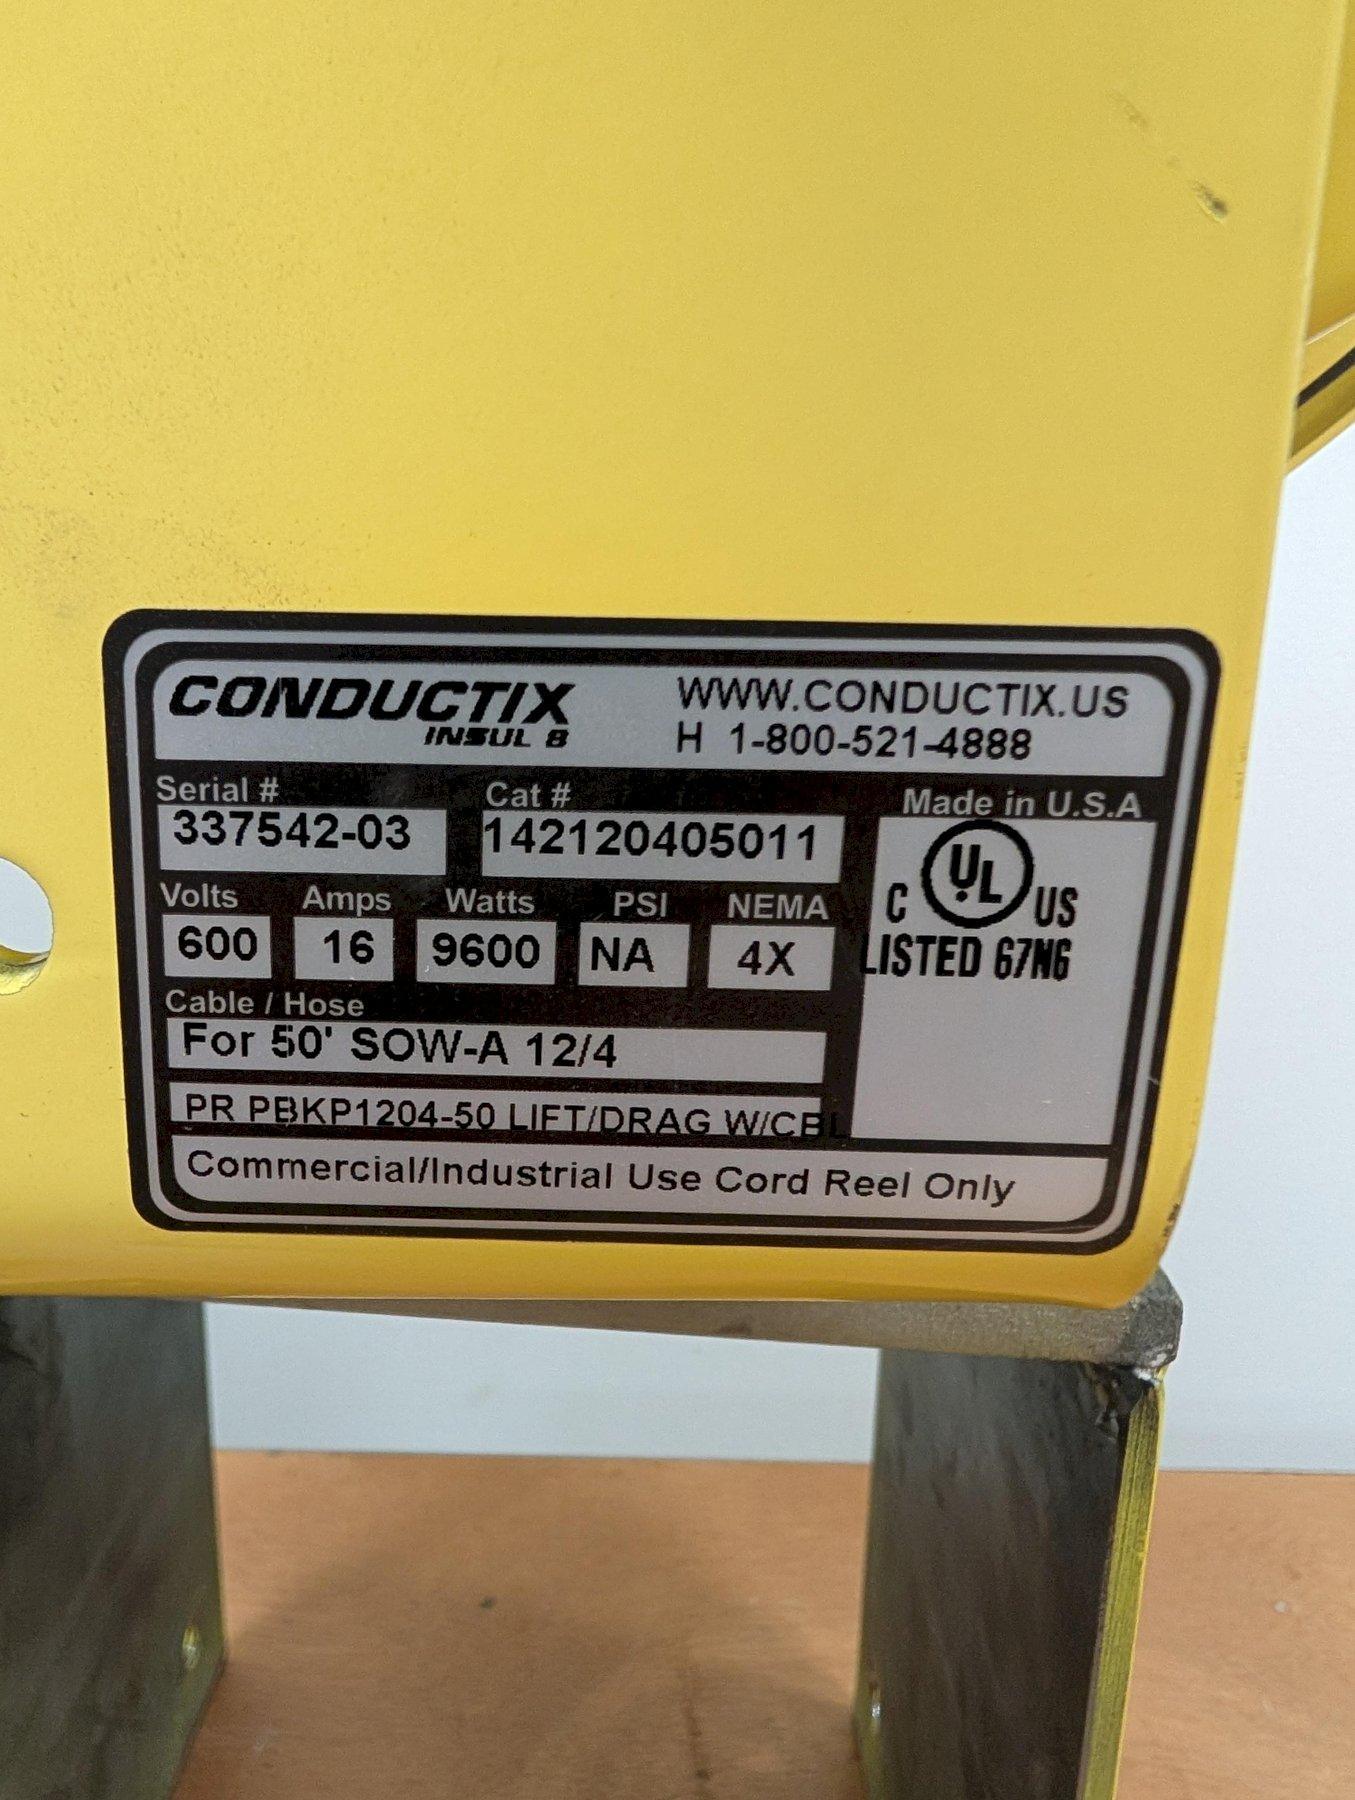 CONDUCTIX
INSUL 8
WWW.CONDUCTIX.US
H 1-800-521-4888
Serial #
337542-03
Cat #
142120405011
Made in U.S.A
Volts
600
Amps
16
Watts
9600
PSI
NA
NEMA
4X
C UL US
LISTED 67N6
Cable / Hose
For 50' SOW-A 12/4
PR PBKP1204-50 LIFT/DRAG W/CBL
Commercial/Industrial Use Cord Reel Only